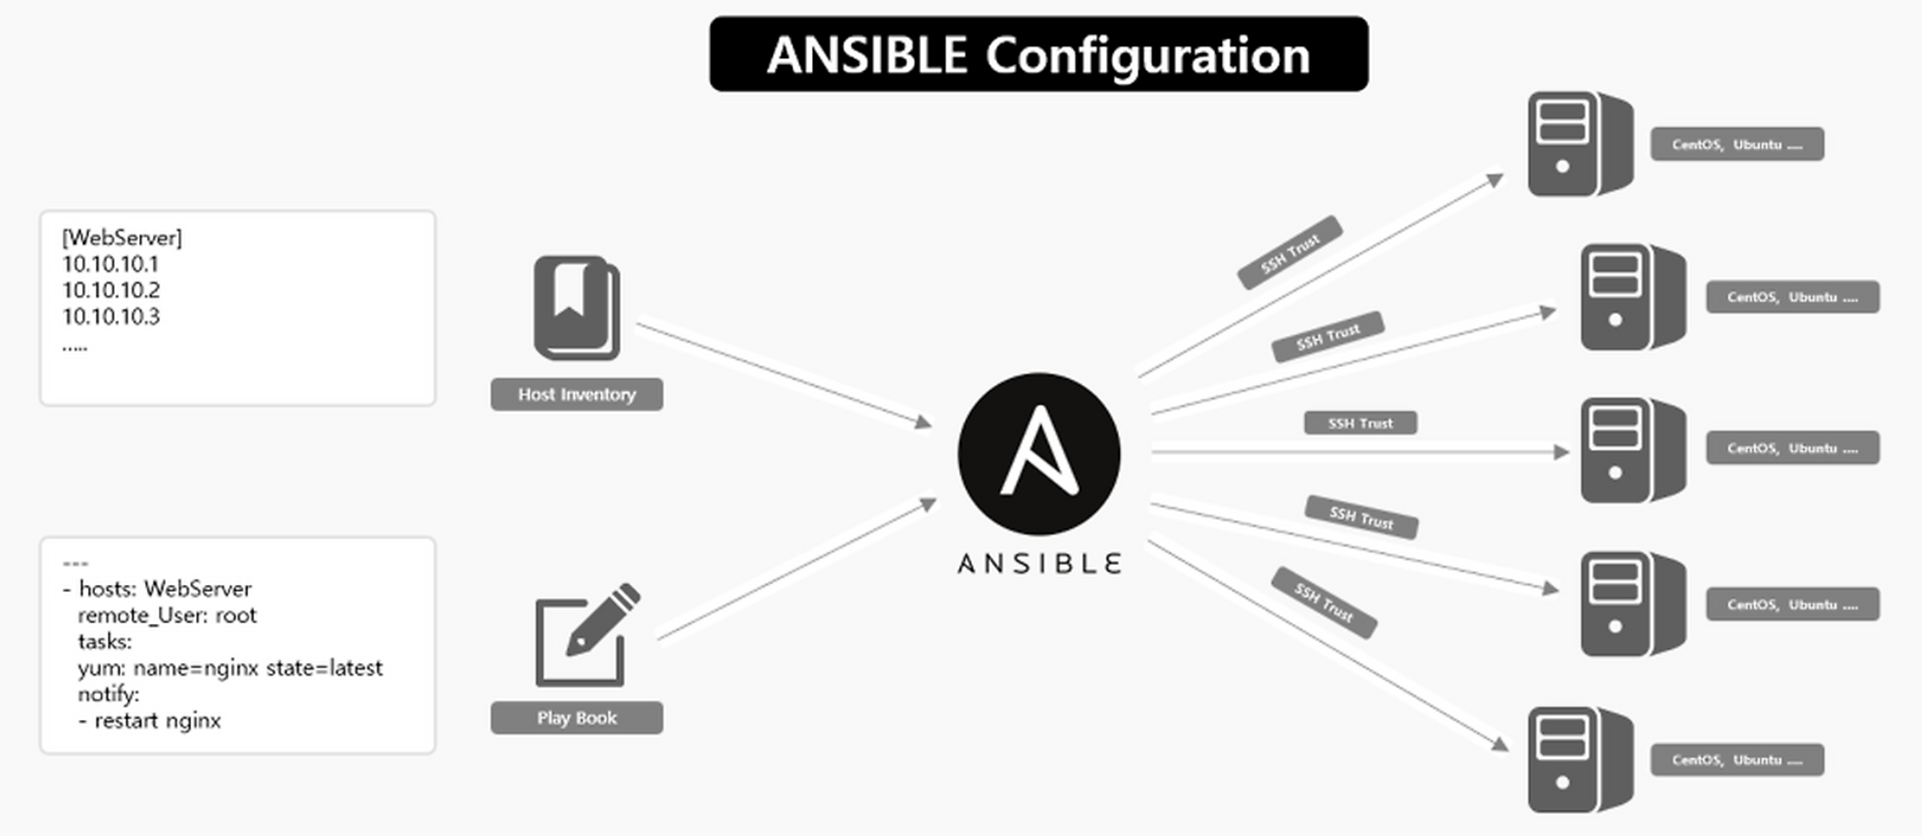 ANSIBLE Configuration
[WebServer]
10.10.10.1
10.10.10.2
10.10.10.3
.....
Host Inventory
---
- hosts: WebServer
remote_User: root
tasks:
yum: name=nginx state=latest
notify:
- restart nginx
Play Book
ANSIBLE
SSH Trust
SSH Trust
SSH Trust
SSH Trust
SSH Trust
CentOS, Ubuntu ....
CentOS, Ubuntu ....
CentOS, Ubuntu ....
CentOS, Ubuntu ....
CentOS, Ubuntu ....